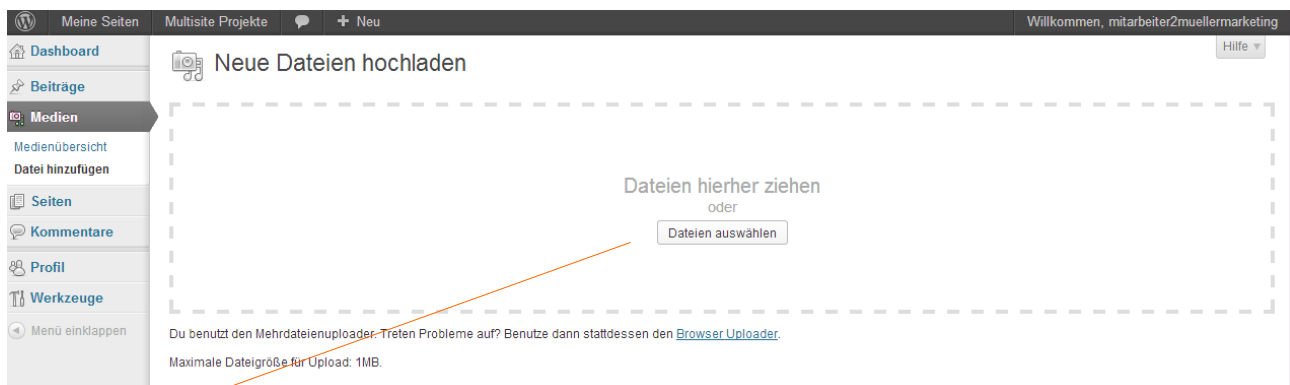 Meine Seiten Multisite Projekte + Neu Willkommen, mitarbeiter2muellermarketing
Hilfe
Dashboard
Beiträge
Medien
Medienübersicht
Datei hinzufügen
Seiten
Kommentare
Profil
Werkzeuge
Menü einklappen
Neue Dateien hochladen
Dateien hierher ziehen
oder
Dateien auswählen
Du benutzt den Mehrdateienuploader. Treten Probleme auf? Benutze dann stattdessen den Browser Uploader.
Maximale Dateigröße für Upload: 1MB.